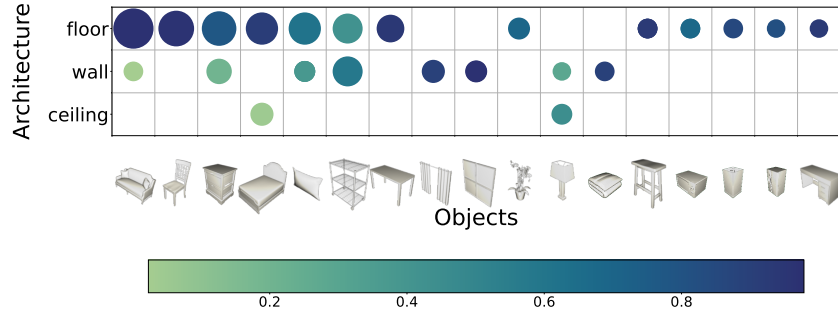 Architecture
floor
wall
ceiling
Objects
0.2 0.4 0.6 0.8